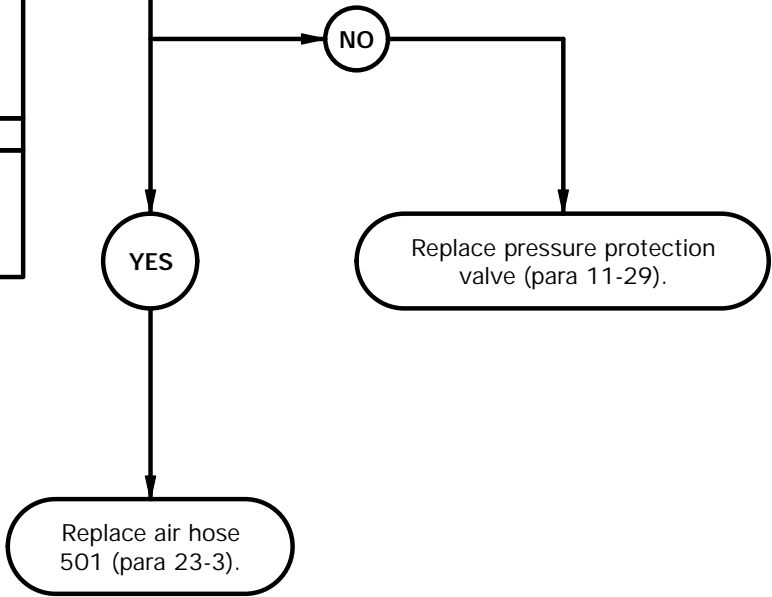 NO
YES
Replace pressure protection
valve (para 11-29).
Replace air hose
501 (para 23-3).